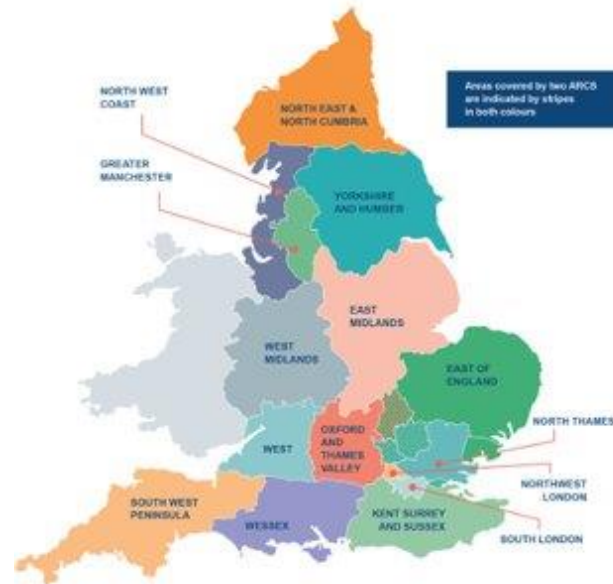 NORTH WEST
COAST
NORTH EAST &
NORTH CUMBRIA
Areas covered by two ARCS
are indicated by stripes
in both colours
GREATER
MANCHESTER
YORKSHIRE
AND HUMBER
EAST
MIDLANDS
WEST
MIDLANDS
EAST OF
ENGLAND
NORTH THAMES
OXFORD
AND
THAMES
VALLEY
WEST
NORTHWEST
LONDON
SOUTH WEST
PENINSULA
WESSEX
KENT SURREY
AND SUSSEX
SOUTH LONDON